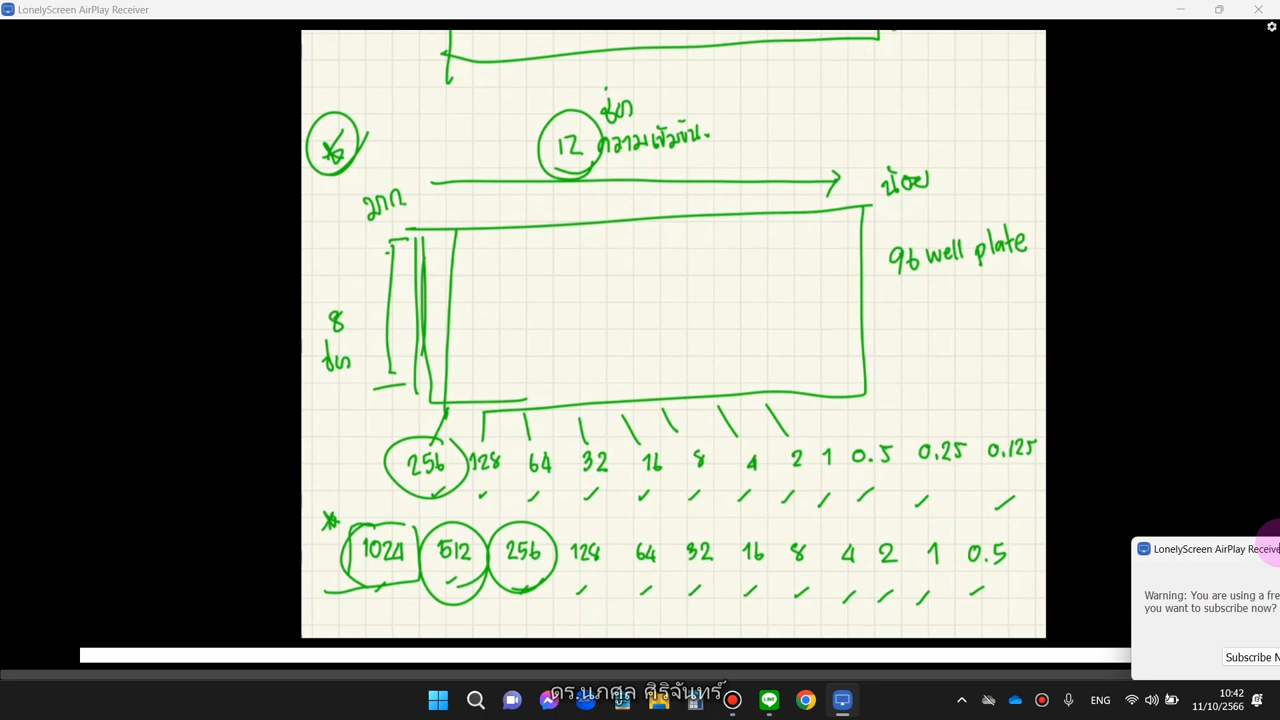 LonelyScreen AirPlay Receiver
ชุด
12 ความเข้มข้น.
มาก
น้อย
96 well plate
8
256 128 64 32 16 8 4 2 1 0.5 0.25 0.125
1024 512 256 128 64 32 16 8 4 2 1 0.5
LonelyScreen AirPlay Receive
Warning: You are using a fre
you want to subscribe now?
Subscribe N
ดร.นภศูล ศิริจันทร์
ENG
10:42
11/10/2566